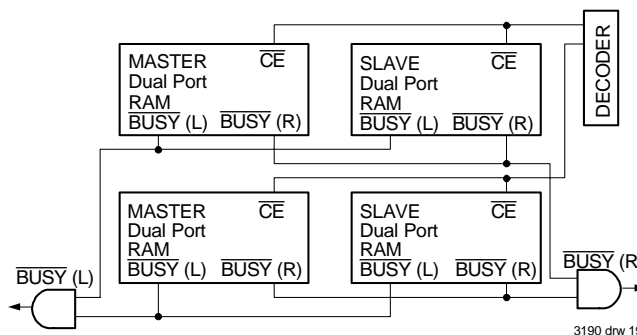 MASTER
Dual Port
RAM
CE
BUSY (L) BUSY (R)
SLAVE
Dual Port
RAM
CE
BUSY (L) BUSY (R)
DECODER
MASTER
Dual Port
RAM
CE
BUSY (L) BUSY (R)
SLAVE
Dual Port
RAM
CE
BUSY (L) BUSY (R)
BUSY (L)
BUSY (R
3190 drw 19